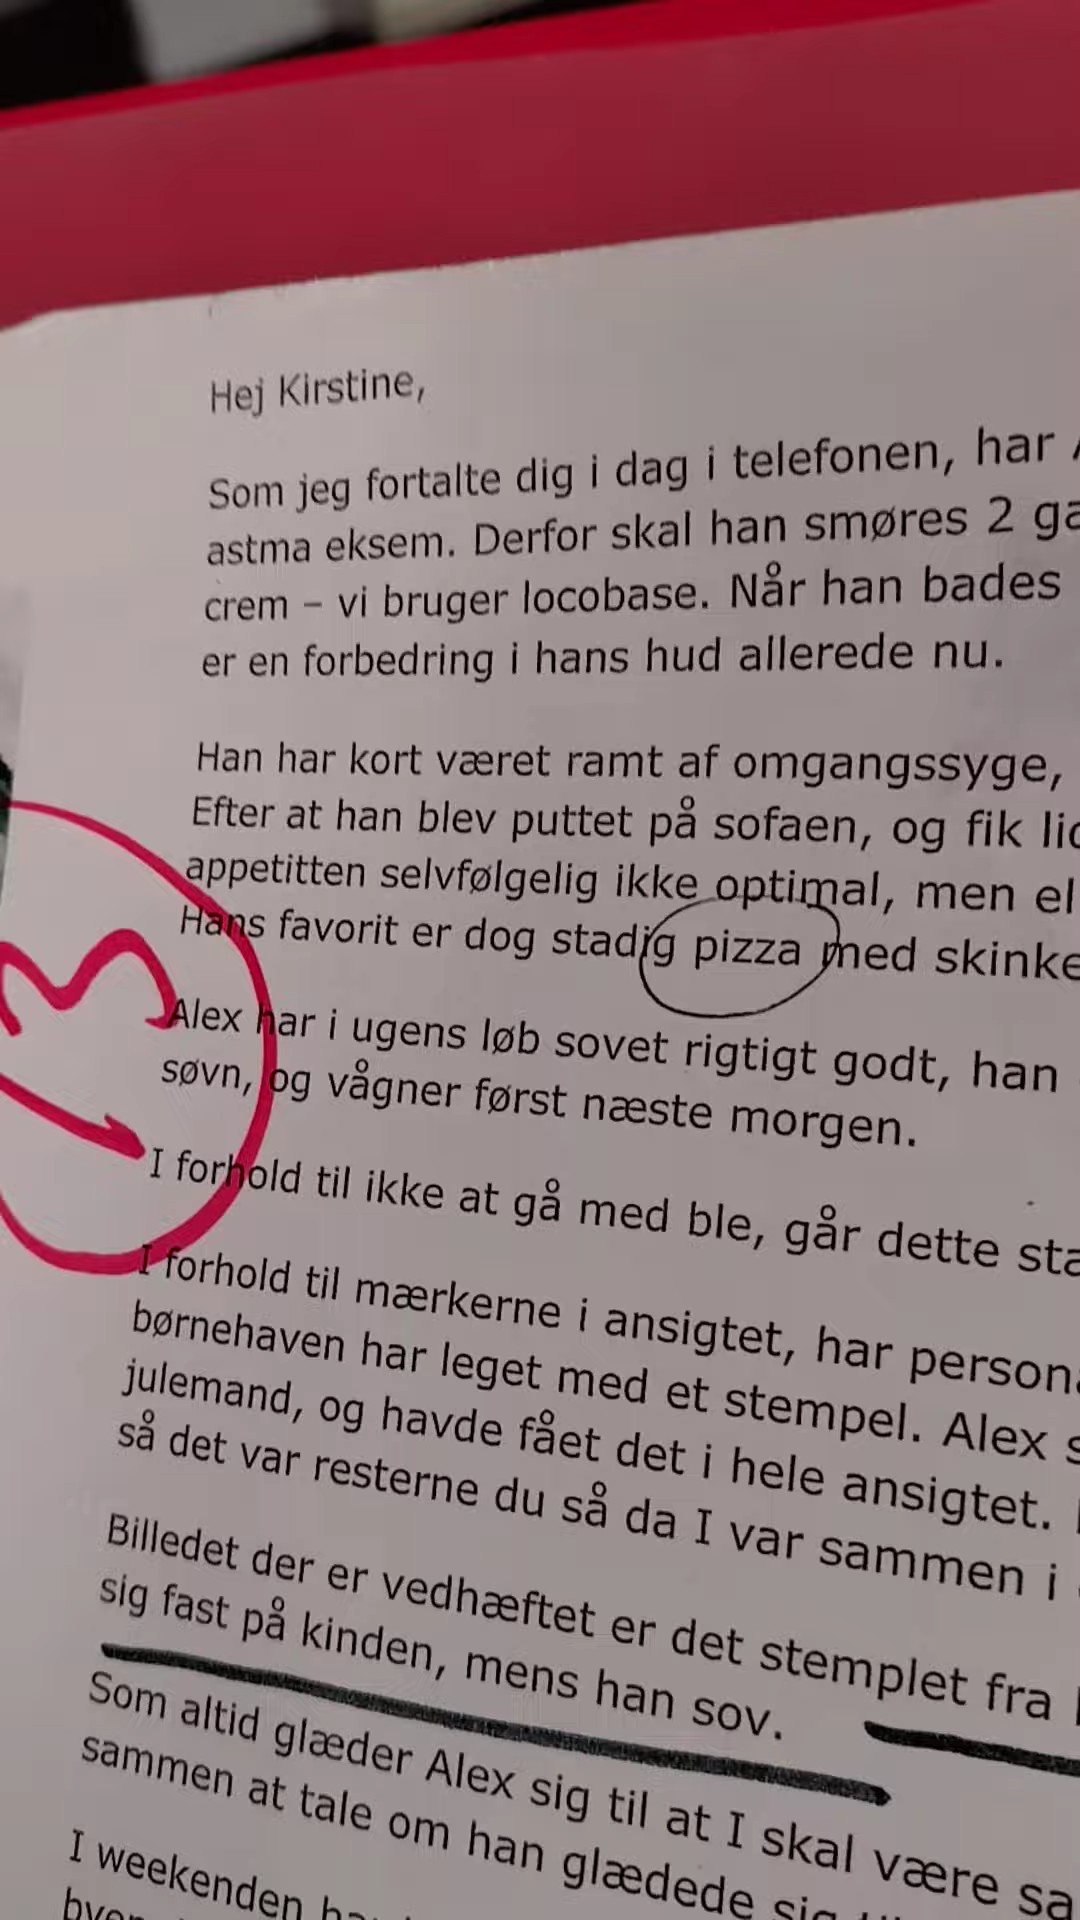 Hej Kirstine,
Som jeg fortalte dig i dag i telefonen, har
astma eksem. Derfor skal han smøres 2
crem – vi bruger locobase. Når han bades
er en forbedring i hans hud allerede nu.
Han har kort været ramt af omgangssyge,
Efter at han blev puttet på sofaen, og fik
appetitten selvfølgelig ikke optimal, men
Hans favorit er dog stadig pizza med skinke
Alex har i ugens løb sovet rigtigt godt, han
søvn, og vågner først næste morgen.
I forhold til ikke at gå med ble, går dette
I forhold til mærkerne i ansigtet, har
børnehaven har leget med et stempel. Alex
julemand, og havde fået det i hele ansigtet.
så det var resterne du så da I var sammen i
Billedet der er vedhæftet er det stemplet fra
sig fast på kinden, mens han sov.
Som altid glæder Alex sig til at I skal være
sammen at tale om han glædede sig
I weekenden